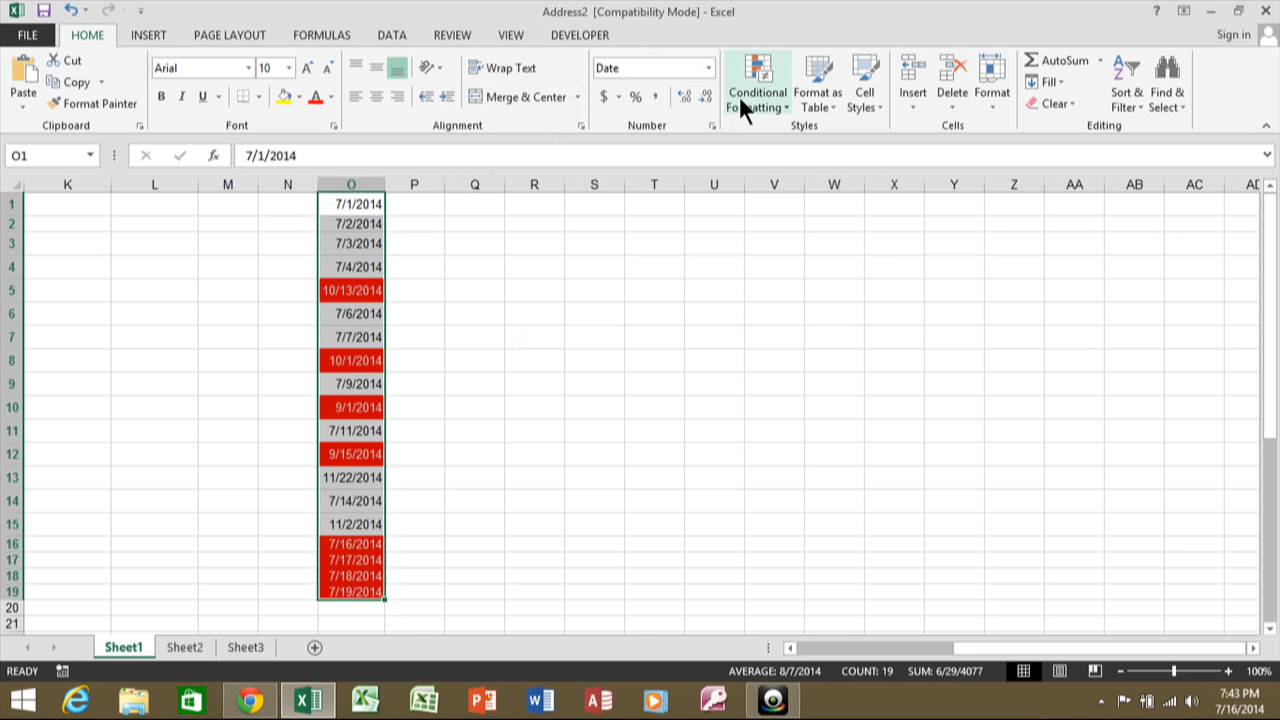 Address2 [Compatibility Mode] - Excel
?
FILE HOME INSERT PAGE LAYOUT FORMULAS DATA REVIEW VIEW DEVELOPER Sign in
Paste
Cut
Copy
Format Painter
Clipboard
Arial 10
B I U A
Font
Wrap Text
Merge & Center
Alignment
Date
$ % ,
Number
Conditional Formatting
Format as Table
Cell Styles
Styles
Insert Delete Format
Cells
AutoSum
Fill
Clear
Sort & Filter
Find & Select
Editing
O1 fx 7/1/2014
K L M N O P Q R S T U V W X Y Z AA AB AC AD
1 7/1/2014
2 7/2/2014
3 7/3/2014
4 7/4/2014
5 10/13/2014
6 7/6/2014
7 7/7/2014
8 10/1/2014
9 7/9/2014
10 9/1/2014
11 7/11/2014
12 9/15/2014
13 11/22/2014
14 7/14/2014
15 11/2/2014
16 7/16/2014
17 7/17/2014
18 7/18/2014
19 7/19/2014
20
21
Sheet1 Sheet2 Sheet3
READY AVERAGE: 8/7/2014 COUNT: 19 SUM: 6/29/4077 100%
7:43 PM
7/16/2014